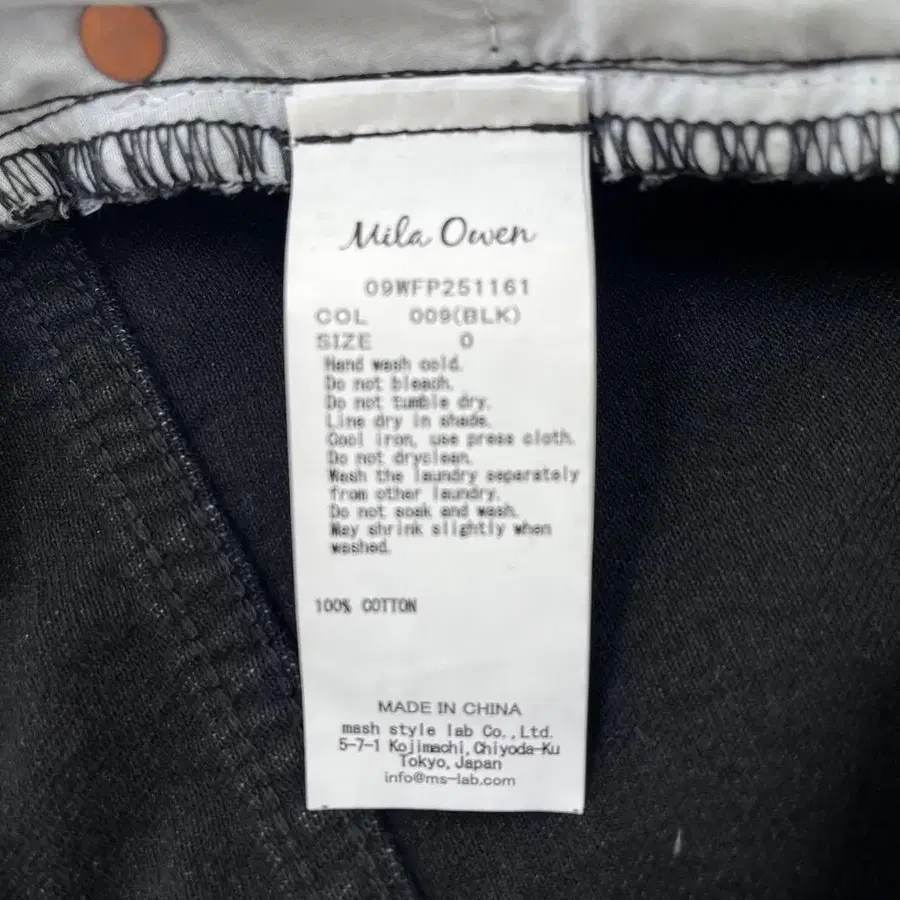 Mila Owen
09WFP251161
COL 009(BLK)
SIZE 0
Hand wash cold.
Do not bleach.
Do not tumble dry.
Line dry in shade.
Cool iron, use press cloth.
Do not dryclean.
Wash the laundry separately
from other laundry.
Do not soak and wash.
May shrink slightly when
washed.
100% COTTON
MADE IN CHINA
mash style lab Co.,Ltd.
5-7-1 Kojimachi,Chiyoda-Ku
Tokyo,Japan
info@ms-lab.com